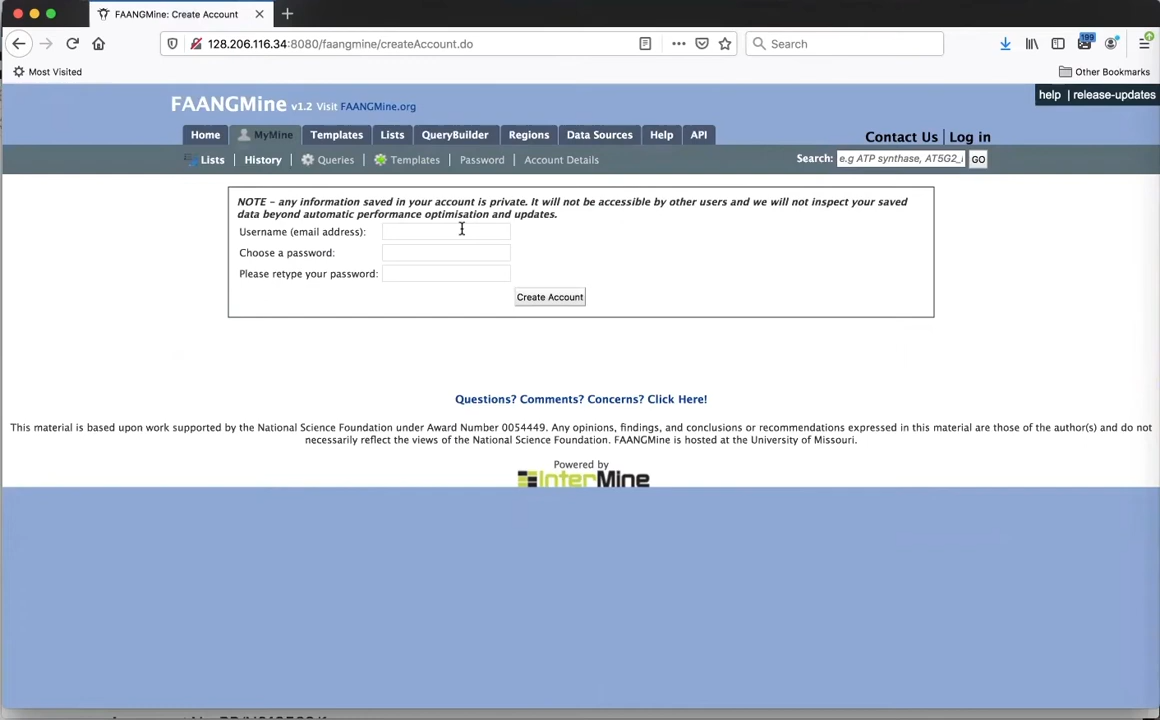 FAANGMine: Create Account
128.206.116.34:8080/faangmine/createAccount.do
Search
199
Most Visited
Other Bookmarks
help | release-updates
FAANGMine v1.2 Visit FAANGMine.org
Home MyMine Templates Lists QueryBuilder Regions Data Sources Help API
Contact Us | Log in
Lists | History | Queries | Templates | Password | Account Details
Search: e.g ATP synthase, AT5G2_ GO
NOTE - any information saved in your account is private. It will not be accessible by other users and we will not inspect your saved
data beyond automatic performance optimisation and updates.
Username (email address):
Choose a password:
Please retype your password:
Create Account
Questions? Comments? Concerns? Click Here!
This material is based upon work supported by the National Science Foundation under Award Number 0054449. Any opinions, findings, and conclusions or recommendations expressed in this material are those of the author(s) and do not
necessarily reflect the views of the National Science Foundation. FAANGMine is hosted at the University of Missouri.
Powered by
InterMine